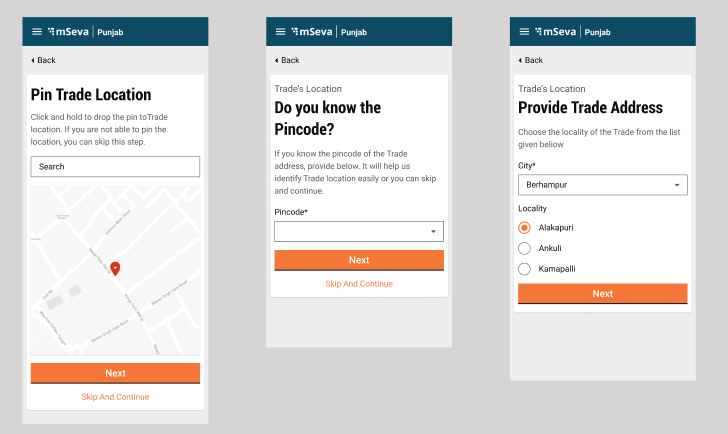 mSeva | Punjab
Back
Pin Trade Location
Click and hold to drop the pin toTrade
location. If you are not able to pin the
location, you can skip this step.
Search
Next
Skip And Continue
mSeva | Punjab
Back
Trade's Location
Do you know the
Pincode?
If you know the pincode of the Trade
address, provide below. It will help us
identify Trade location easily or you can skip
and continue.
Pincode*
Next
Skip And Continue
mSeva | Punjab
Back
Trade's Location
Provide Trade Address
Choose the locality of the Trade from the list
given beliow
City*
Berhampur
Locality
Alakapuri
Ankuli
Kamapalli
Next